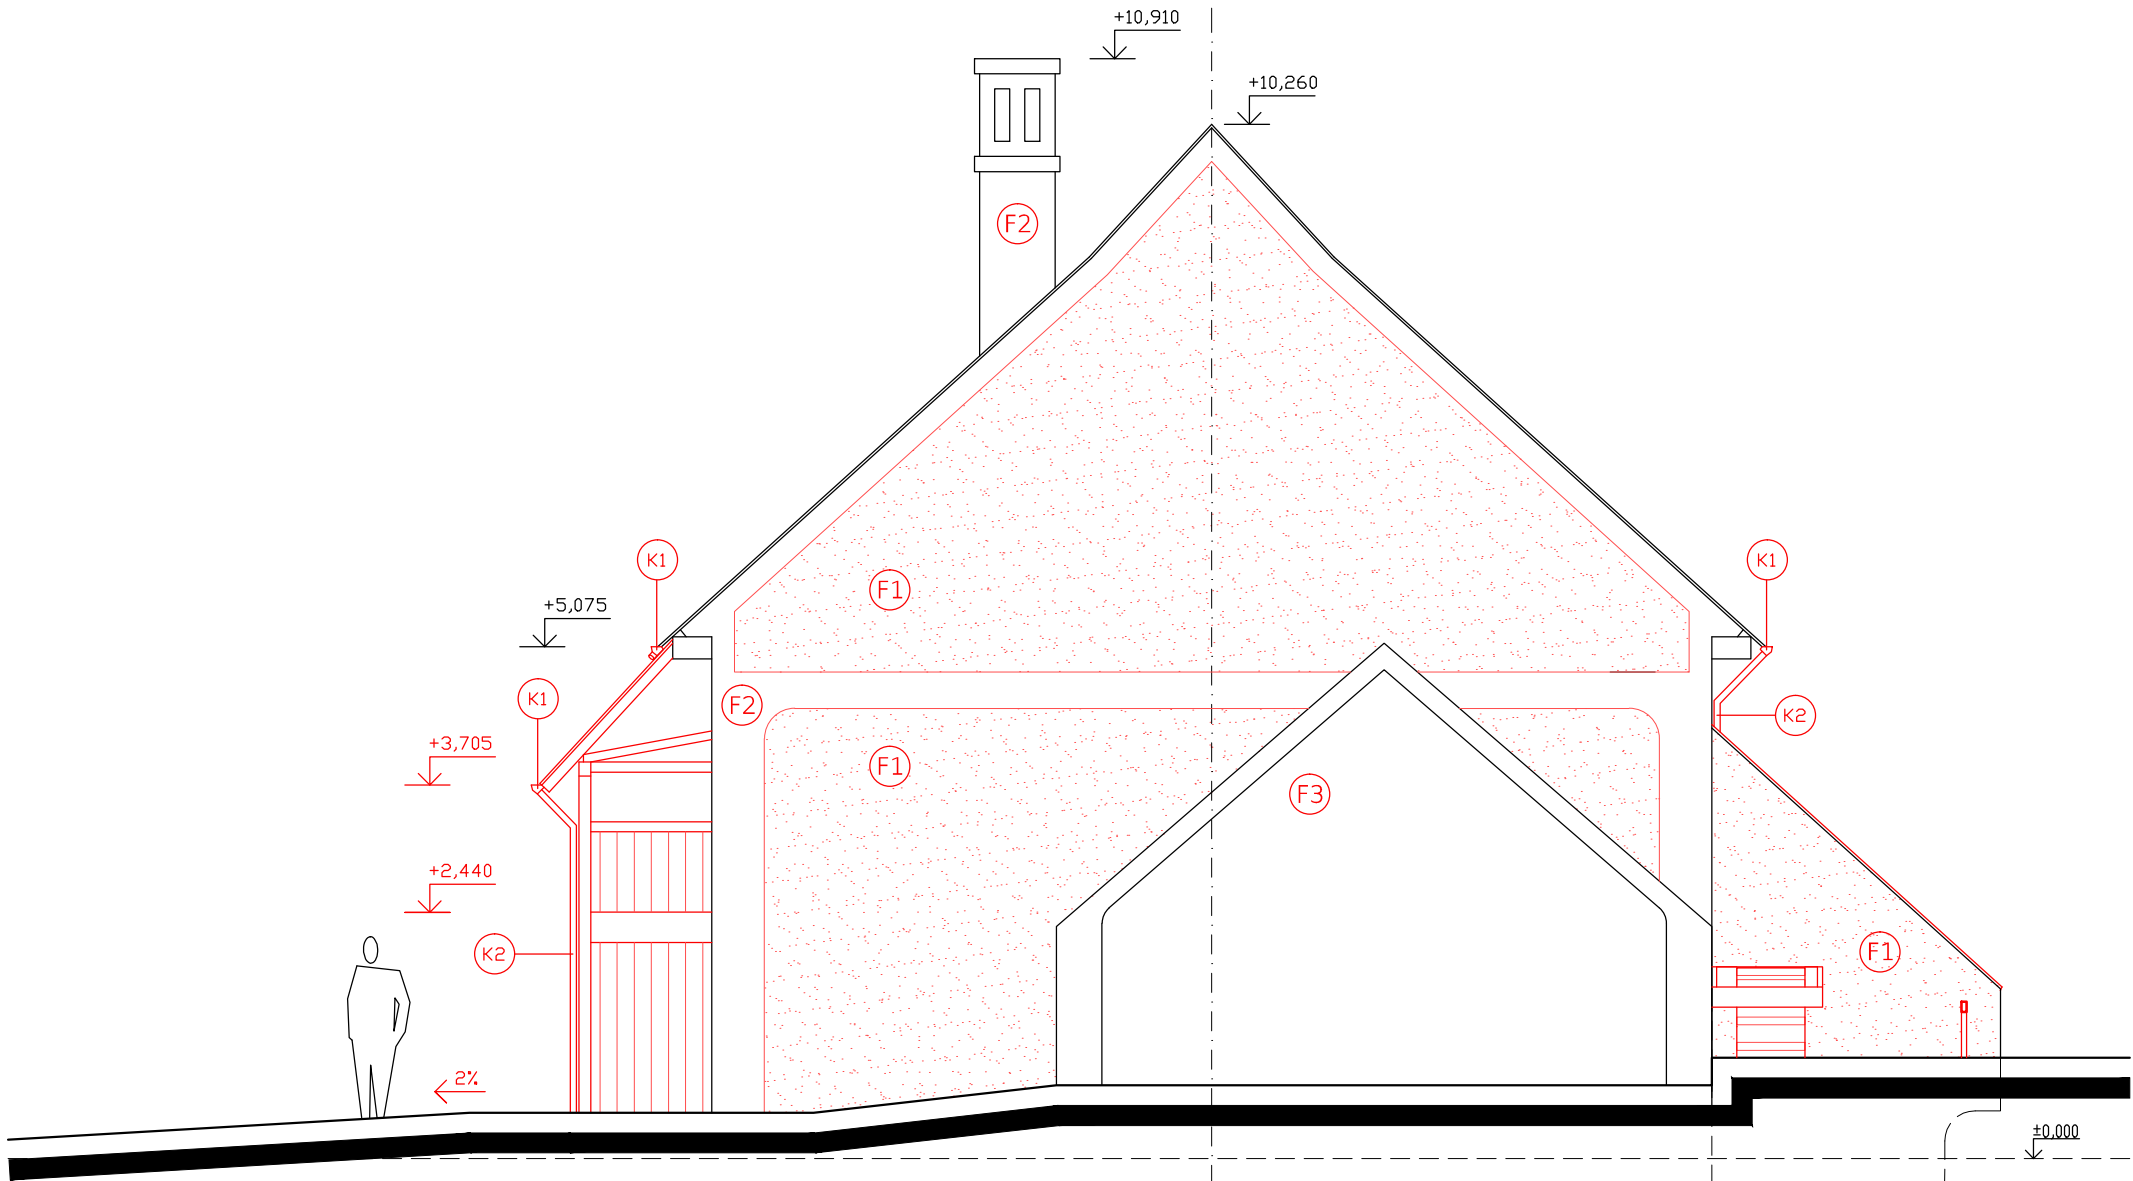 +10,910
+10,260
F2
K1
K1
F1
+5,075
K1
F2
K2
+3,705
F1
F3
+2,440
K2
F1
2%
±0,000